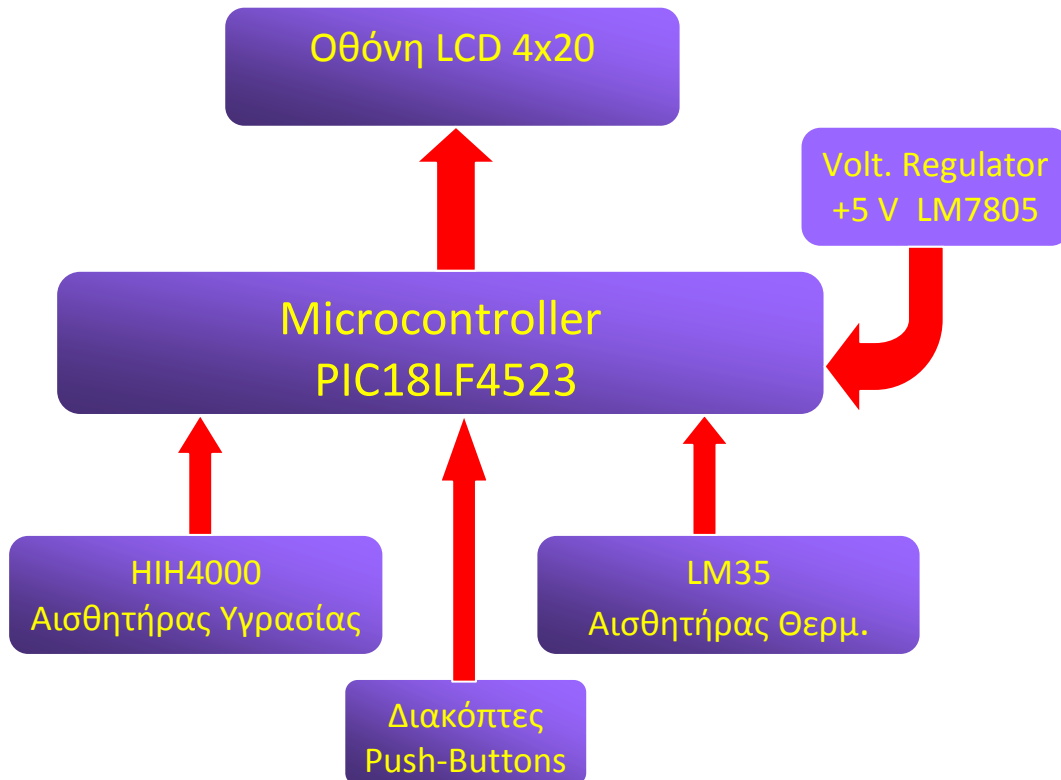 Οθόνη LCD 4x20
Volt. Regulator
+5 V LM7805
Microcontroller
PIC18LF4523
HIH4000
Αισθητήρας Υγρασίας
LM35
Αισθητήρας Θερμ.
Διακόπτες
Push-Buttons